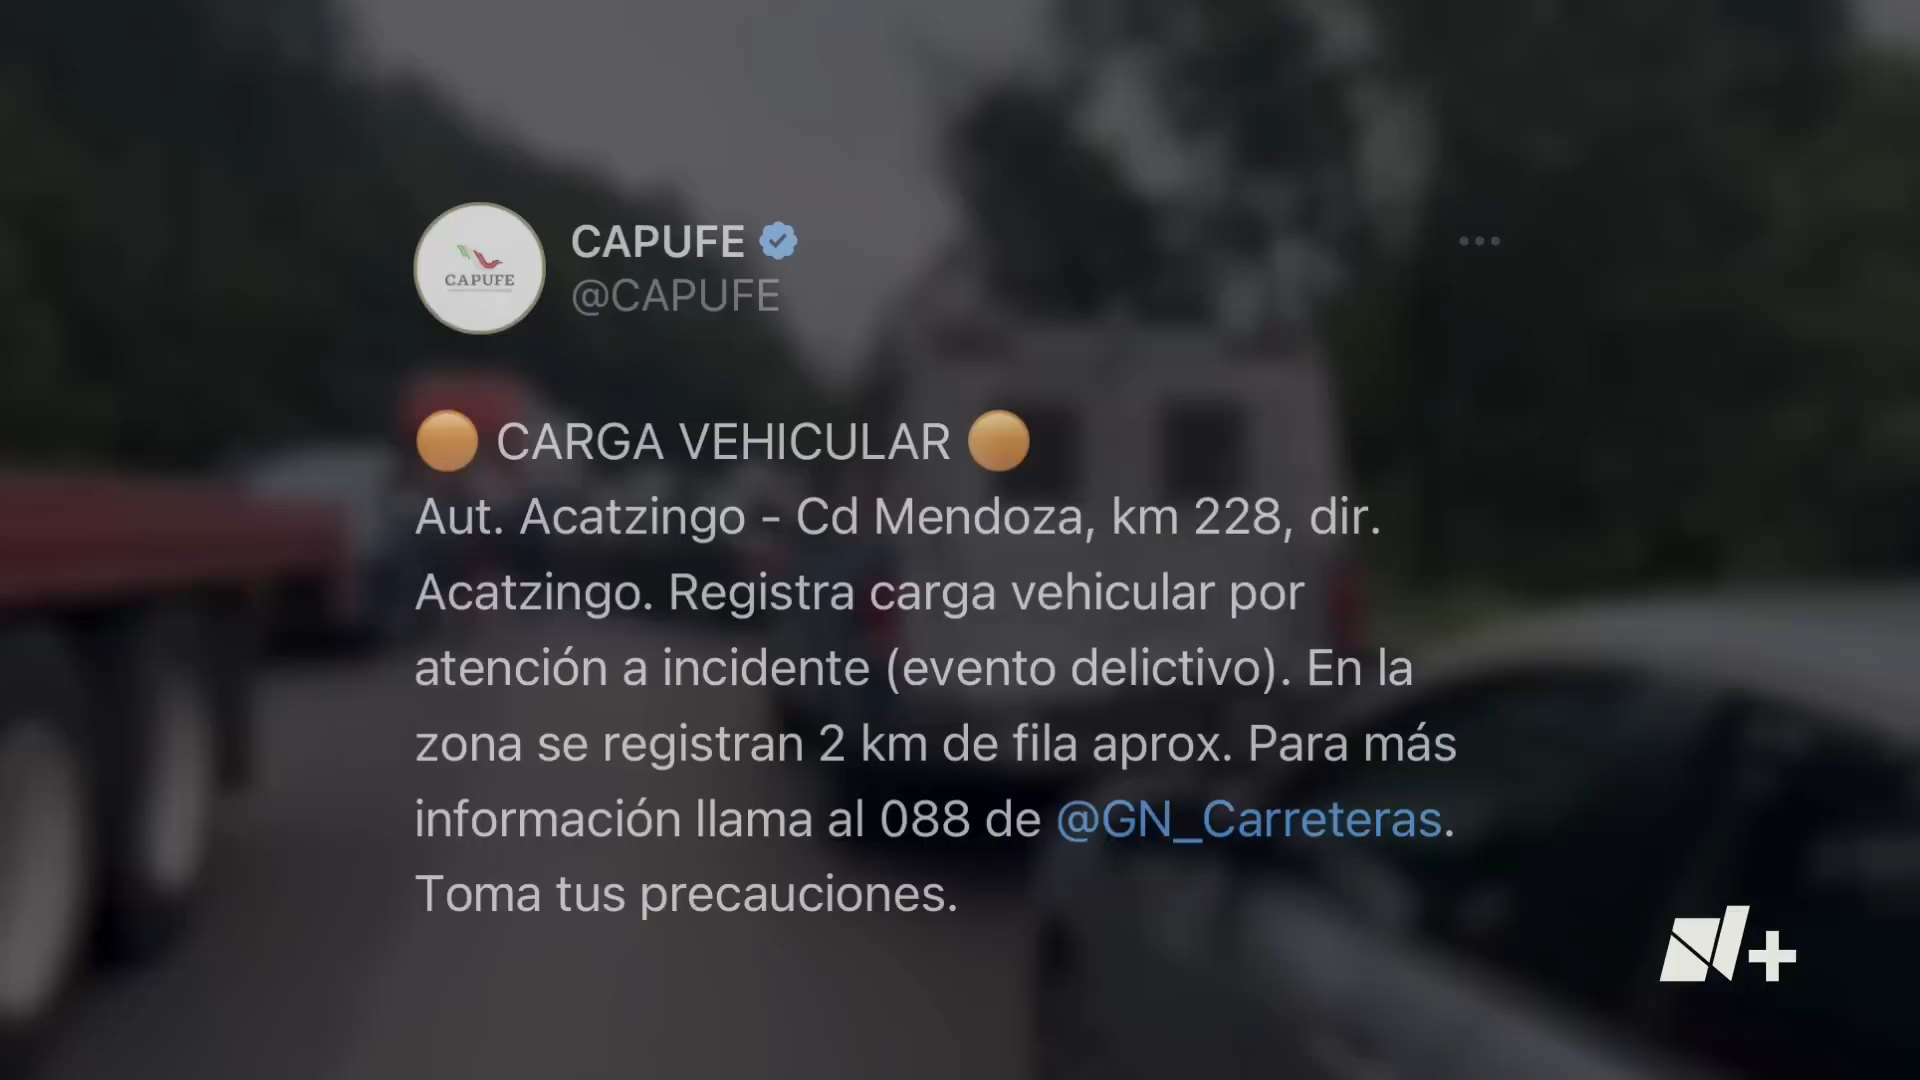 CAPUFE
@CAPUFE
CAPUFE
🟠 CARGA VEHICULAR 🟠
Aut. Acatzingo - Cd Mendoza, km 228, dir.
Acatzingo. Registra carga vehicular por
atención a incidente (evento delictivo). En la
zona se registran 2 km de fila aprox. Para más
información llama al 088 de @GN_Carreteras.
Toma tus precauciones.
N+